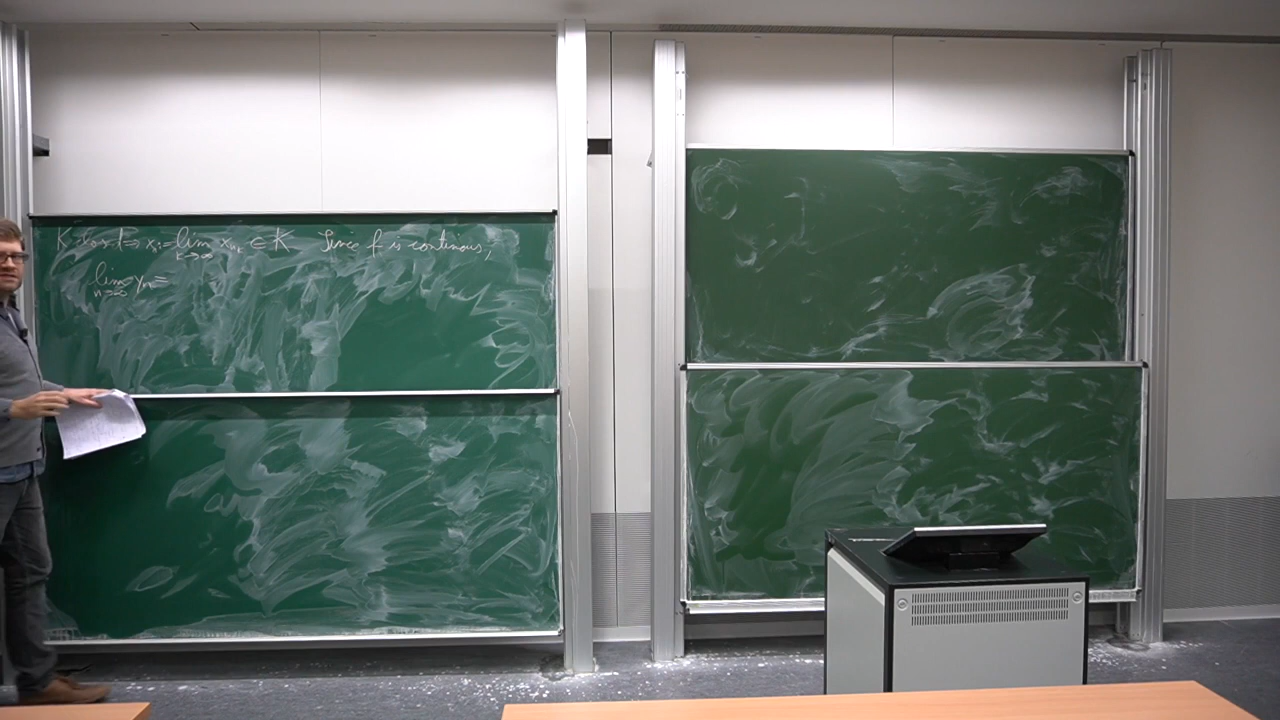 K closed ⇒ x := lim_{k→∞} x_{n_k} ∈ K Since f is continuous,
lim_{n→∞} y_n =